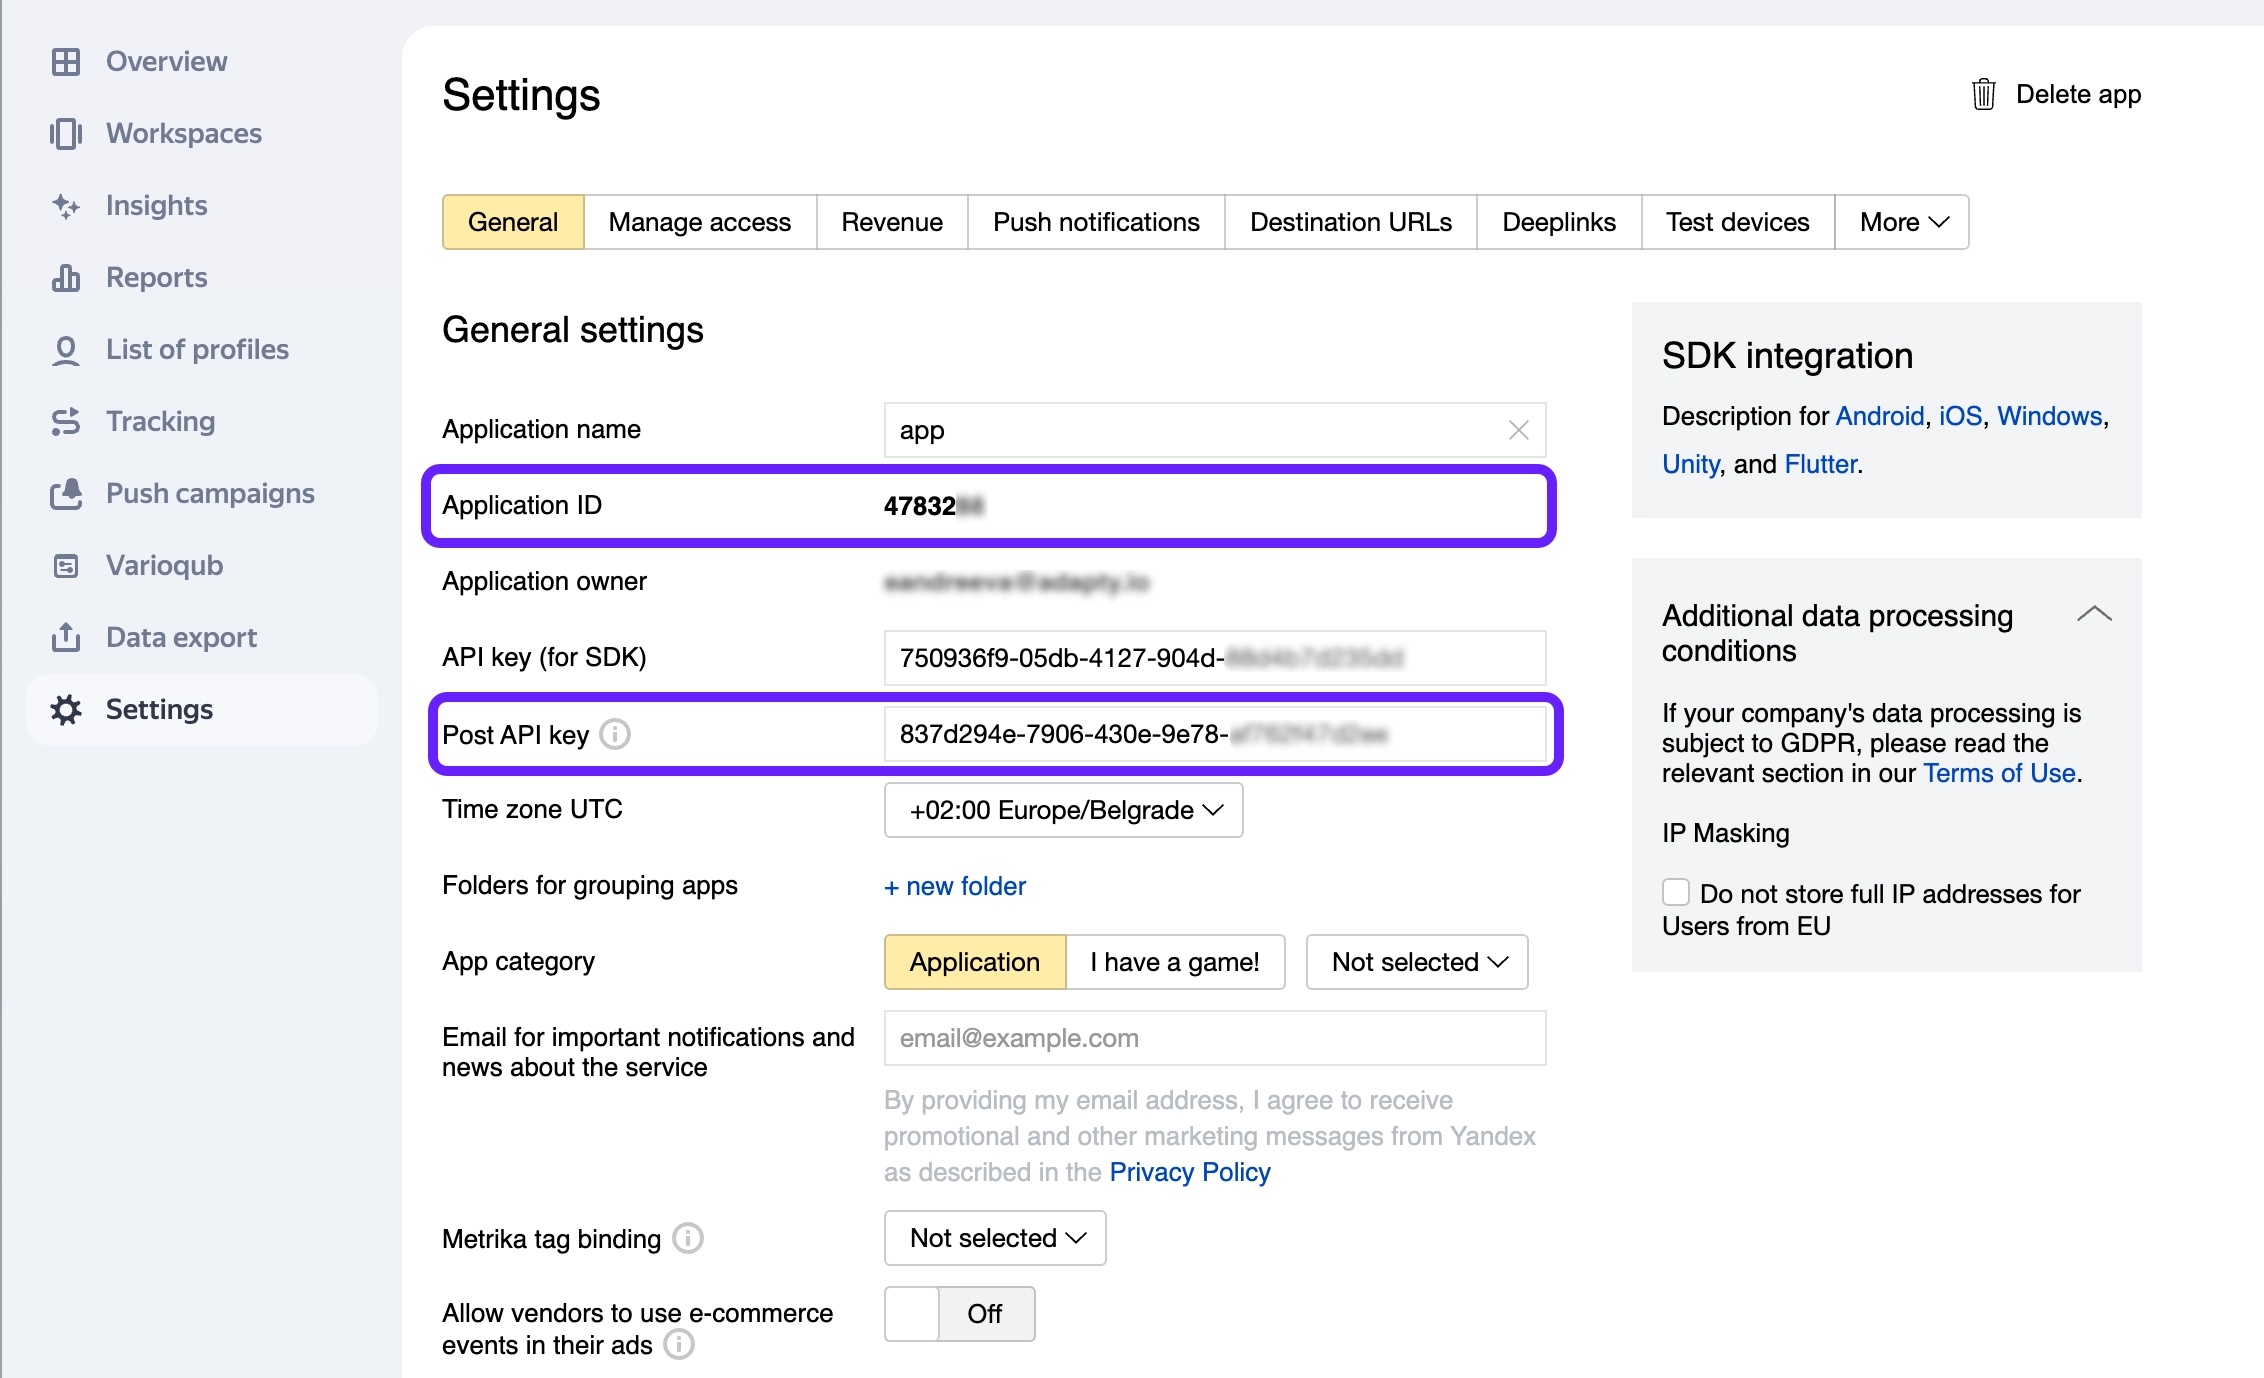 Overview
Workspaces
Insights
Reports
List of profiles
Tracking
Push campaigns
Varioqub
Data export
Settings
Settings
Delete app
General Manage access Revenue Push notifications Destination URLs Deeplinks Test devices More
General settings
Application name app
Application ID 47832
Application owner
API key (for SDK) 750936f9-05db-4127-904d-
Post API key 837d294e-7906-430e-9e78-
Time zone UTC +02:00 Europe/Belgrade
Folders for grouping apps + new folder
App category Application I have a game! Not selected
Email for important notifications and
news about the service
email@example.com
By providing my email address, I agree to receive
promotional and other marketing messages from Yandex
as described in the Privacy Policy
Metrika tag binding Not selected
Allow vendors to use e-commerce
events in their ads
Off
SDK integration
Description for Android, iOS, Windows,
Unity, and Flutter.
Additional data processing
conditions
If your company's data processing is
subject to GDPR, please read the
relevant section in our Terms of Use.
IP Masking
Do not store full IP addresses for
Users from EU